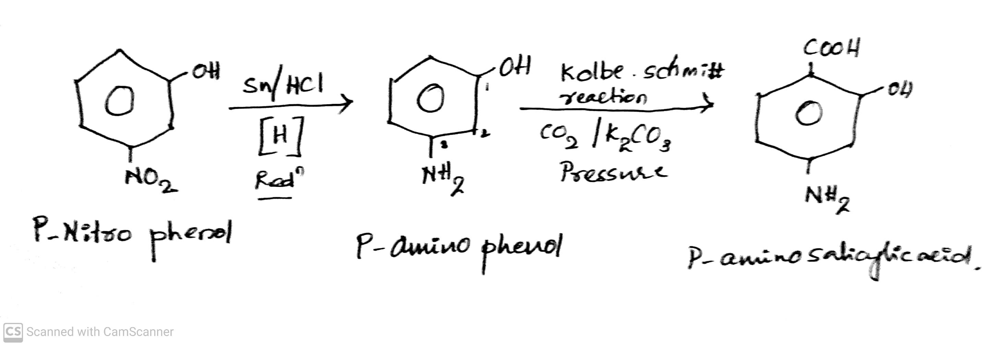 OH
NO₂
P-Nitro phenol
Sn/HCl
[H]
Redⁿ
OH
1
2
3
NH₂
P-amino phenol
Kolbe.schmitt
reaction
CO₂ /K₂CO₃
Pressure
COOH
OH
NH₂
P-amino salicylic acid.
CS Scanned with CamScanner